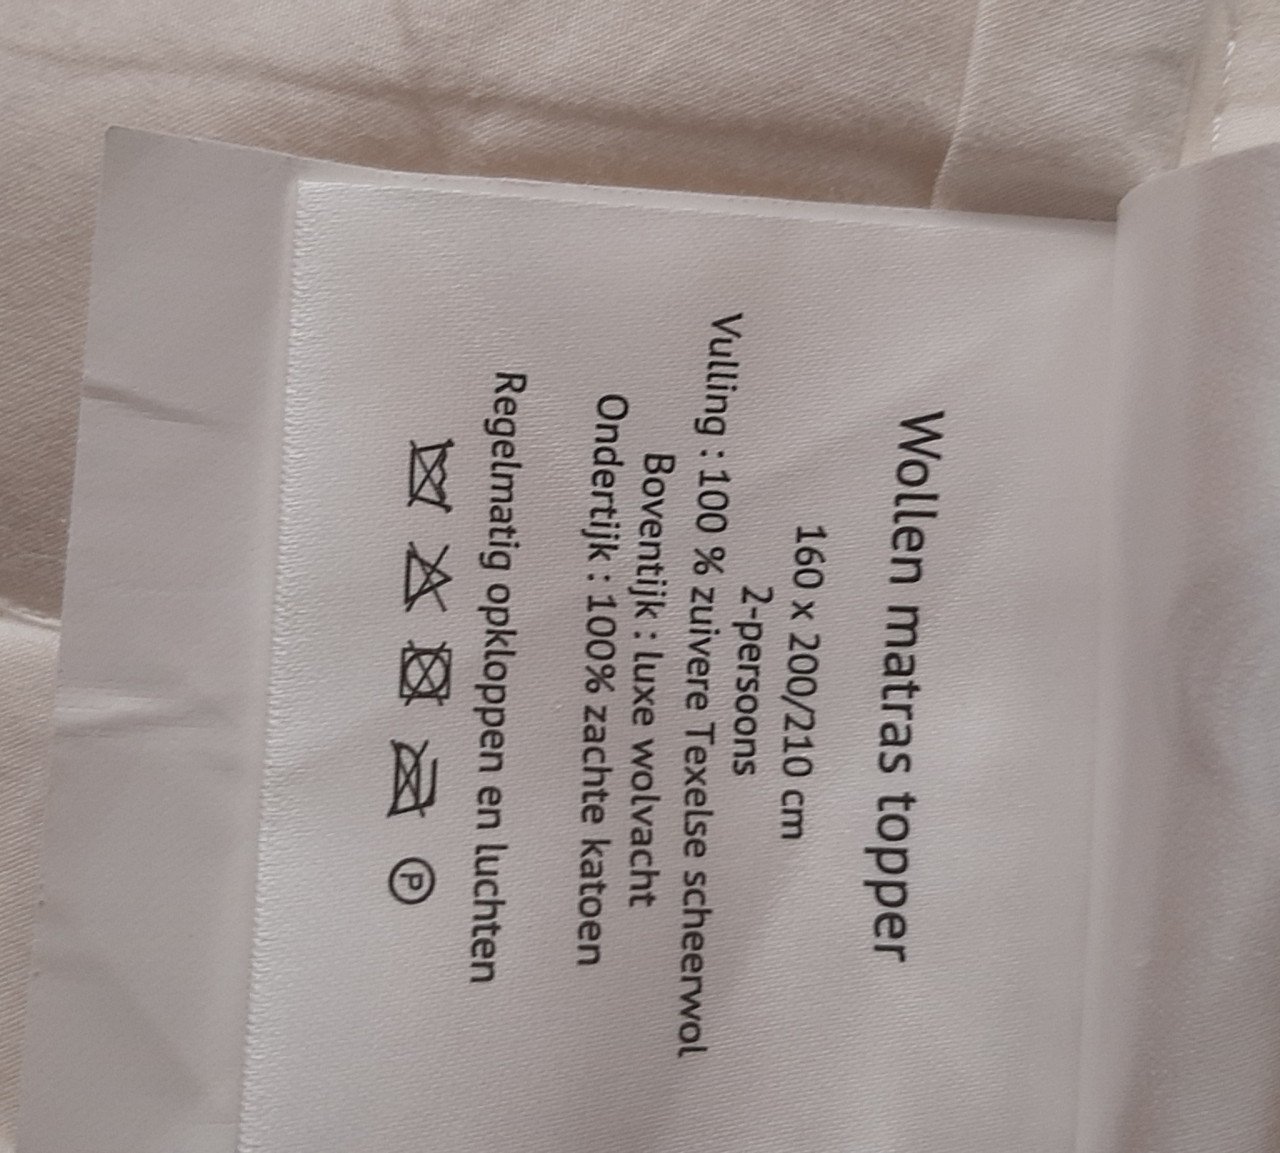 Wollen matras topper
160 x 200/210 cm
2-persoons
Vulling : 100 % zuivere Texelse scheerwol
Boventijk : luxe wolvacht
Ondertijk : 100% zachte katoen
Regelmatig opkloppen en luchten
P